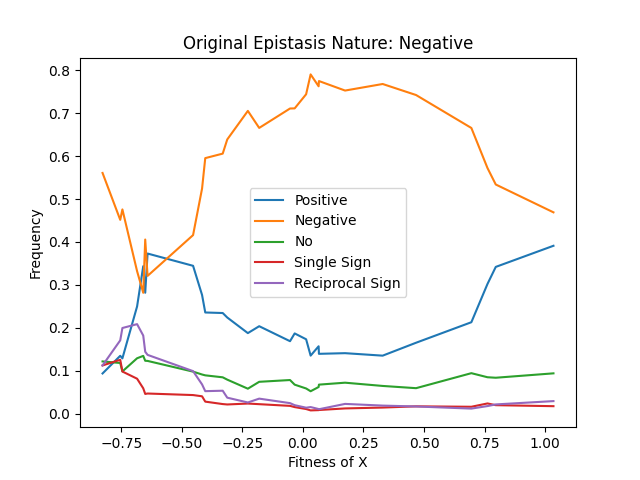 Original Epistasis Nature: Negative
Frequency
0.8
0.7
0.6
0.5
0.4
0.3
0.2
0.1
0.0
Positive
Negative
No
Single Sign
Reciprocal Sign
−0.75 −0.50 −0.25 0.00 0.25 0.50 0.75 1.00
Fitness of X